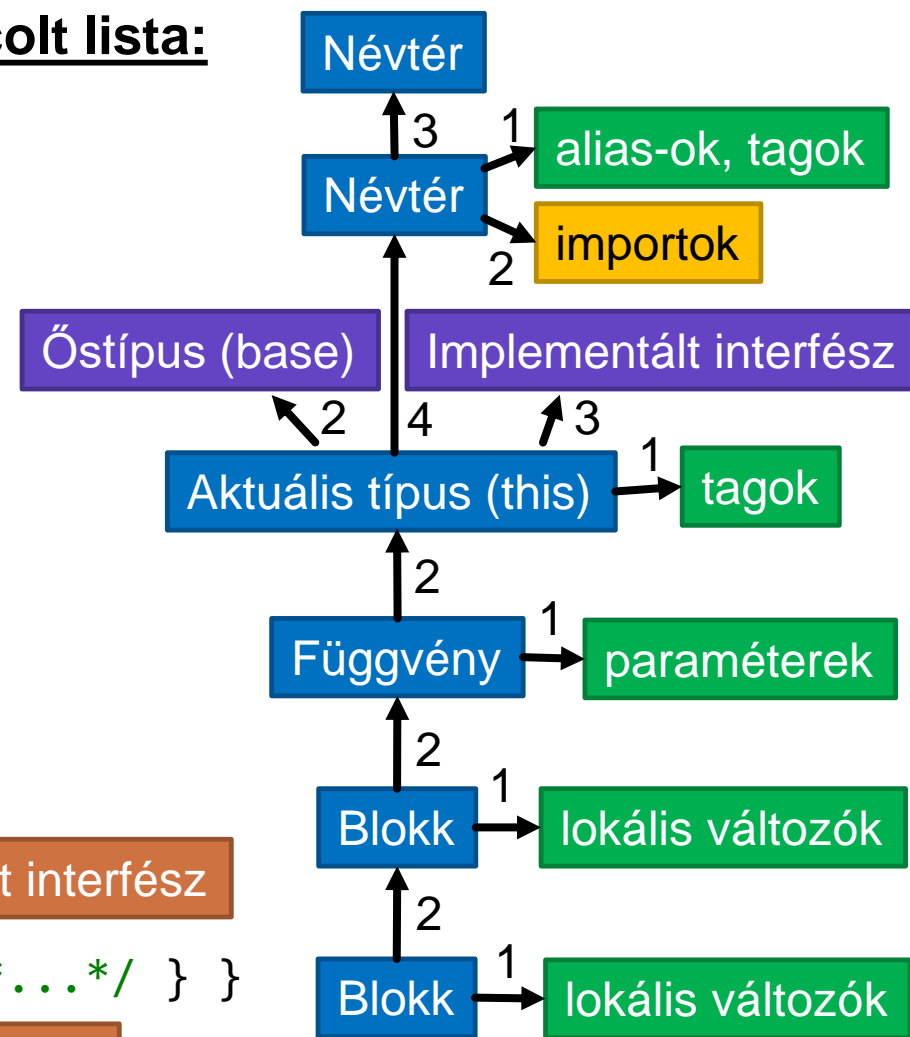 colt lista:
Névtér
3
1
alias-ok, tagok
Névtér
2
importok
Őstípus (base)
Implementált interfész
2
4
3
1
Aktuális típus (this)
tagok
2
1
Függvény
paraméterek
2
1
Blokk
lokális változók
t interfész
2
*...*/ } }
1
Blokk
lokális változók